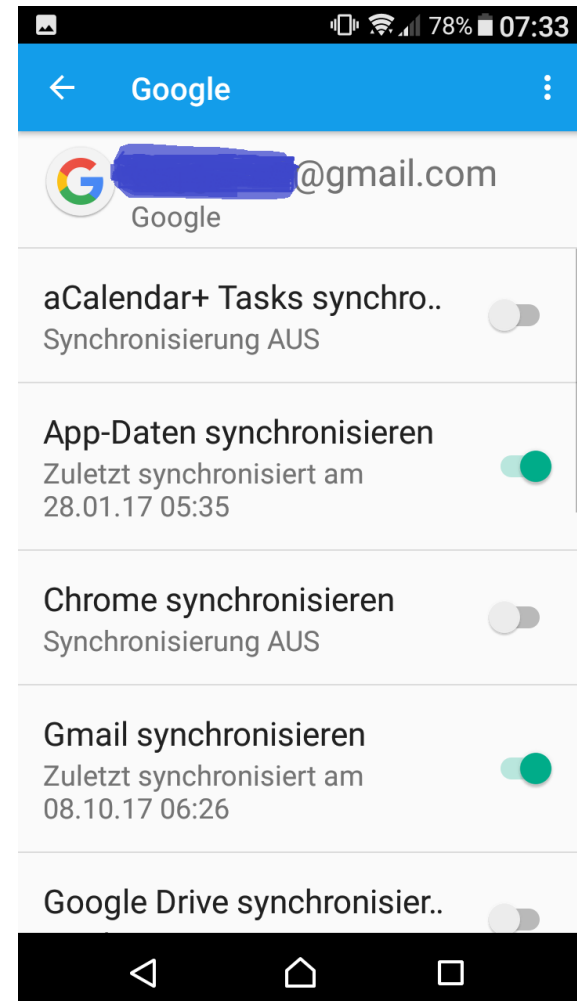 78% 07:33
Google
@gmail.com
Google
aCalendar+ Tasks synchro..
Synchronisierung AUS
App-Daten synchronisieren
Zuletzt synchronisiert am
28.01.17 05:35
Chrome synchronisieren
Synchronisierung AUS
Gmail synchronisieren
Zuletzt synchronisiert am
08.10.17 06:26
Google Drive synchronisier..